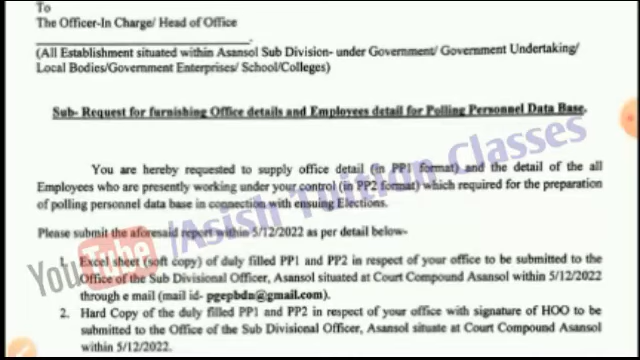 To
The Officer-In Charge/ Head of Office
(All Establishment situated within Asansol Sub Division- under Government/ Government Undertaking/
Local Bodies/Government Enterprises/ School/Colleges)
Sub- Request for furnishing Office details and Employees detail for Polling Personnel Data Base.
You are hereby requested to supply office detail (in PP1 format) and the detail of the all
Employees who are presently working under your control (in PP2 format) which required for the preparation
of polling personnel data base in connection with ensuing Elections.
Please submit the aforesaid report within 5/12/2022 as per detail below-
1. Excel sheet (soft copy) of duly filled PP1 and PP2 in respect of your office to be submitted to the
Office of the Sub Divisional Officer, Asansol situated at Court Compound Asansol within 5/12/2022
through e mail (mail id- pgepbdn@gmail.com).
2. Hard Copy of the duly filled PP1 and PP2 in respect of your office with signature of HOO to be
submitted to the Office of the Sub Divisional Officer, Asansol situate at Court Compound Asansol
within 5/12/2022.
YouTube/Asish Tuition Classes